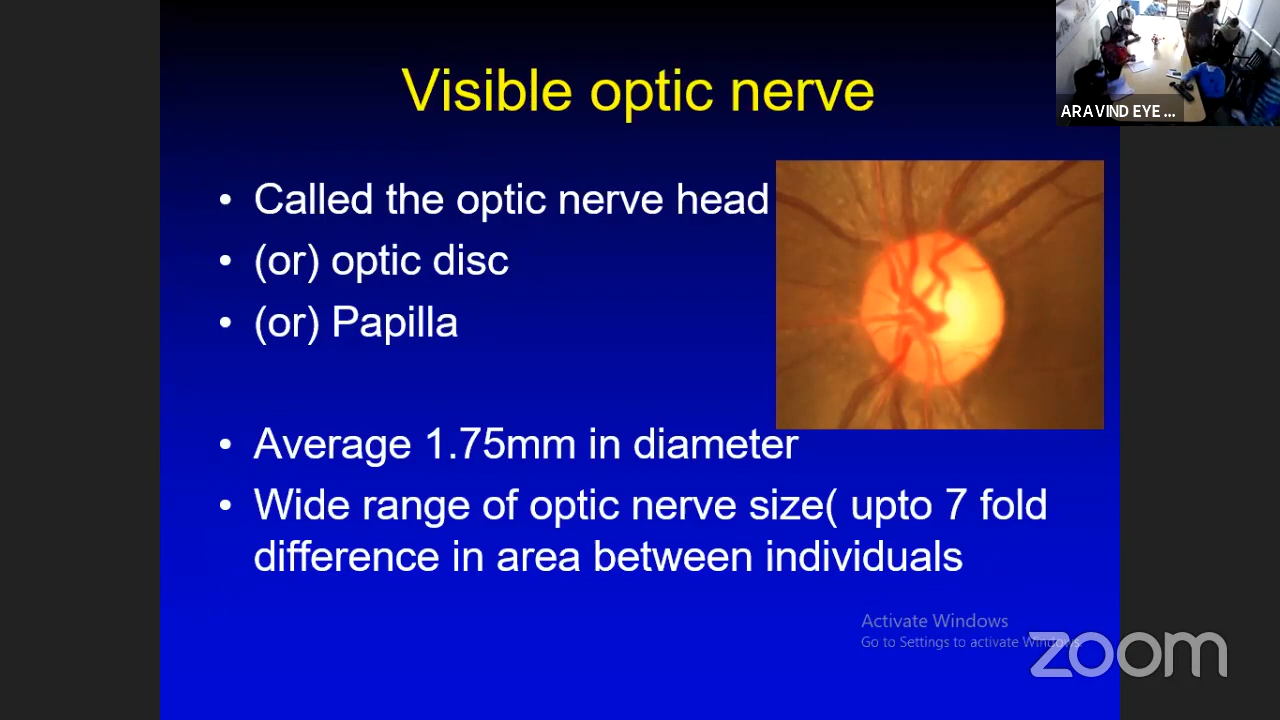 Visible optic nerve
ARAVIND EYE ...
• Called the optic nerve head
• (or) optic disc
• (or) Papilla
• Average 1.75mm in diameter
• Wide range of optic nerve size( upto 7 fold
difference in area between individuals
Activate Windows
Go to Settings to activate Windows.
zoom